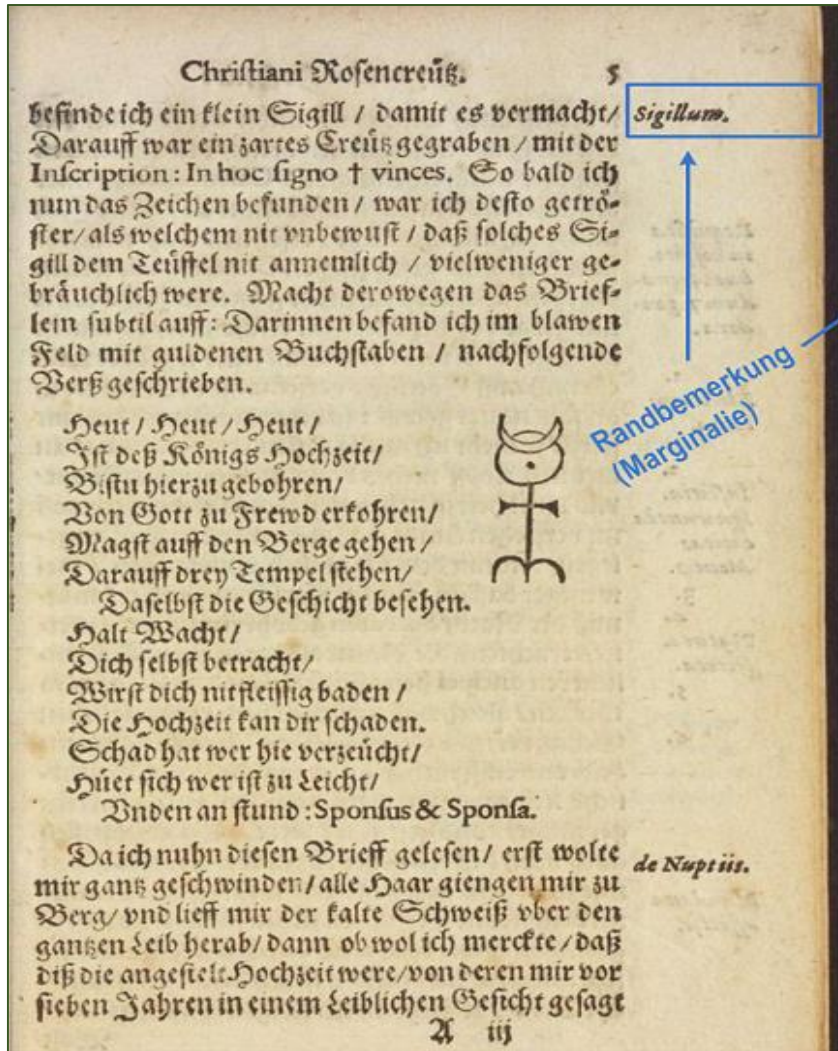 Chriſtiani Roſencreütz. 5
befinde ich ein klein Sigill / damit es vermacht/
Sigillum.
Darauff war ein zartes Creütz gegraben / mit der
Inſcription: In hoc ſigno † vinces. So bald ich
nun das Zeichen befunden / war ich deſto getrö⸗
ſter/ als welchem nit vnbewuſt / daß ſolches Si⸗
gill dem Teüffel nit annemlich / vielweniger ge⸗
bräuchlich were. Macht derowegen das Brief⸗
lem ſubtil auff: Darinnen befand ich im blawen
Feld mit guldenen Buchſtaben / nachfolgende
Verß geſchrieben.
Randbemerkung
(Marginalie)
Heut / Heut / Heut /
Iſt deß Königs Hochzeit/
Biſtu hierzu gebohren/
Von Gott zu Frewd erkohren/
Magſt auff den Berge gehen /
Darauff drey Tempel ſtehen/
Daſelbſt die Geſchicht beſehen.
Halt Wacht /
Dich ſelbſt betracht/
Wirſt dich nit fleiſſig baden /
Die Hochzeit kan dir ſchaden.
Schad hat wer hie verzeücht/
Hüet ſich wer iſt zu Leicht/
Vnden an ſtund: Sponſus & Sponſa.
Da ich nuhn dieſen Brieff geleſen/ erſt wolte
de Nuptiis.
mir gantz geſchwinden/ alle Haar giengen mir zu
Berg/ vnd lieff mir der kalte Schweiß vber den
gantzen Leib herab/ dann ob wol ich merckte / daß
diß die angeſtelt Hochzeit were/ von deren mir vor
ſieben Jahren in einem Leiblichen Geſicht geſagt
A iij